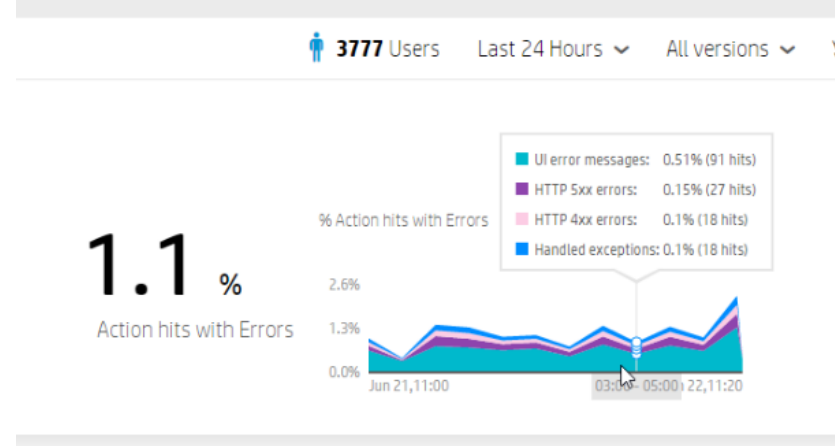 3777 Users Last 24 Hours All versions
UI error messages: 0.51% (91 hits)
HTTP 5xx errors: 0.15% (27 hits)
HTTP 4xx errors: 0.1% (18 hits)
Handled exceptions: 0.1% (18 hits)
% Action hits with Errors
1.1 %
Action hits with Errors
2.6%
1.3%
0.0%
Jun 21,11:00 05:00 22,11:20